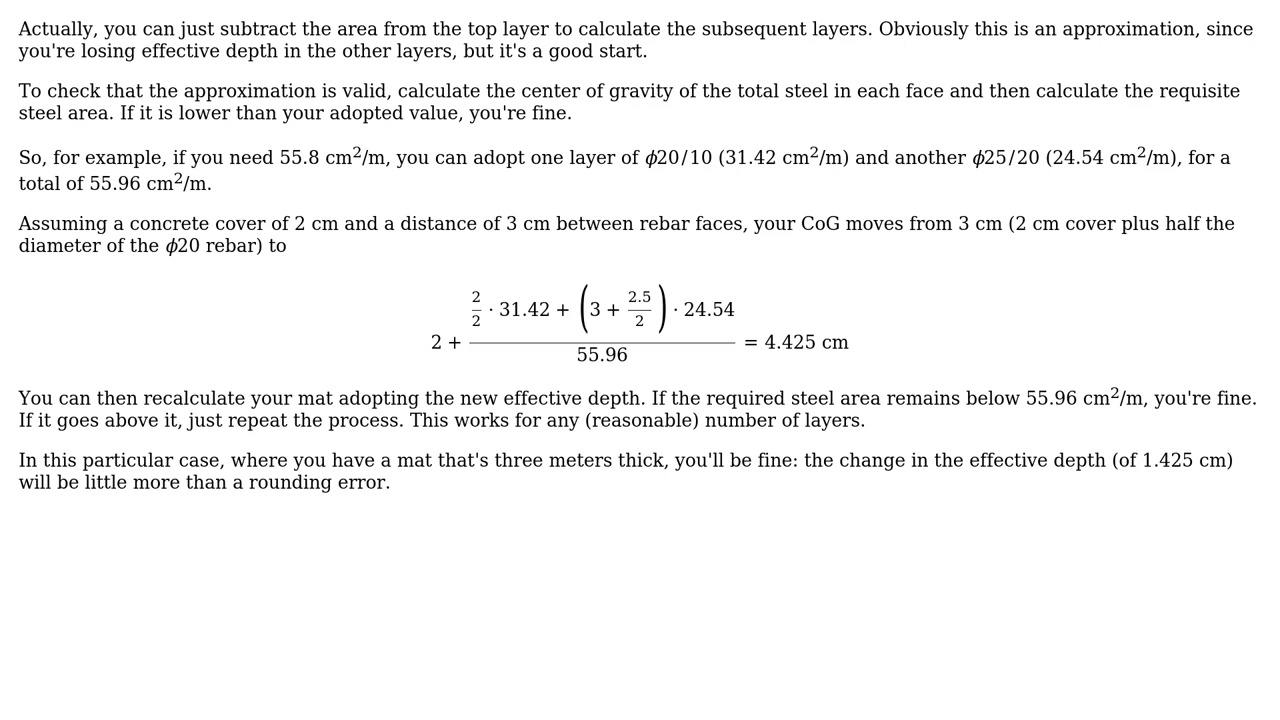 Actually, you can just subtract the area from the top layer to calculate the subsequent layers. Obviously this is an approximation, since
you're losing effective depth in the other layers, but it's a good start.
To check that the approximation is valid, calculate the center of gravity of the total steel in each face and then calculate the requisite
steel area. If it is lower than your adopted value, you're fine.
So, for example, if you need 55.8 cm²/m, you can adopt one layer of ϕ20/10 (31.42 cm²/m) and another ϕ25/20 (24.54 cm²/m), for a
total of 55.96 cm²/m.
Assuming a concrete cover of 2 cm and a distance of 3 cm between rebar faces, your CoG moves from 3 cm (2 cm cover plus half the
diameter of the ϕ20 rebar) to
2 + \frac{\frac{2}{2} · 31.42 + (3 + \frac{2.5}{2}) · 24.54}{55.96} = 4.425 cm
You can then recalculate your mat adopting the new effective depth. If the required steel area remains below 55.96 cm²/m, you're fine.
If it goes above it, just repeat the process. This works for any (reasonable) number of layers.
In this particular case, where you have a mat that's three meters thick, you'll be fine: the change in the effective depth (of 1.425 cm)
will be little more than a rounding error.